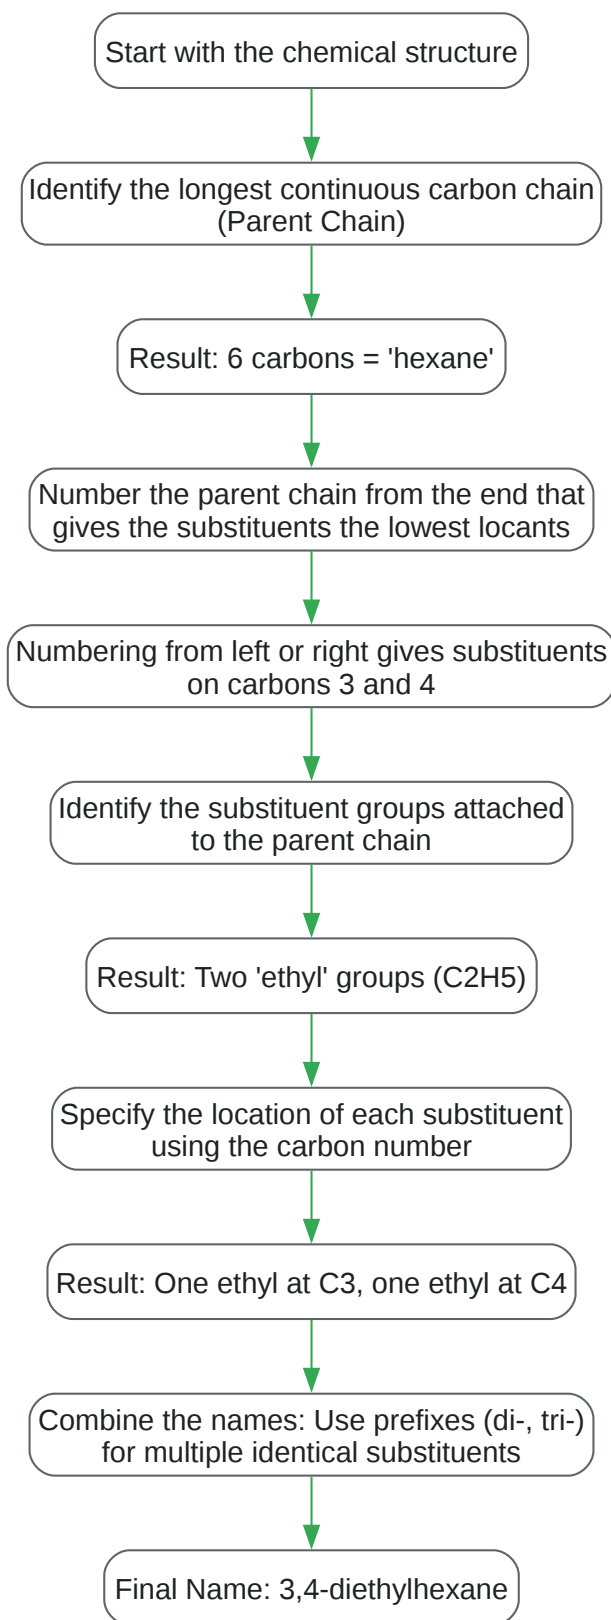 Start with the chemical structure
Identify the longest continuous carbon chain
(Parent Chain)
Result: 6 carbons = 'hexane'
Number the parent chain from the end that
gives the substituents the lowest locants
Numbering from left or right gives substituents
on carbons 3 and 4
Identify the substituent groups attached
to the parent chain
Result: Two 'ethyl' groups (C2H5)
Specify the location of each substituent
using the carbon number
Result: One ethyl at C3, one ethyl at C4
Combine the names: Use prefixes (di-, tri-)
for multiple identical substituents
Final Name: 3,4-diethylhexane